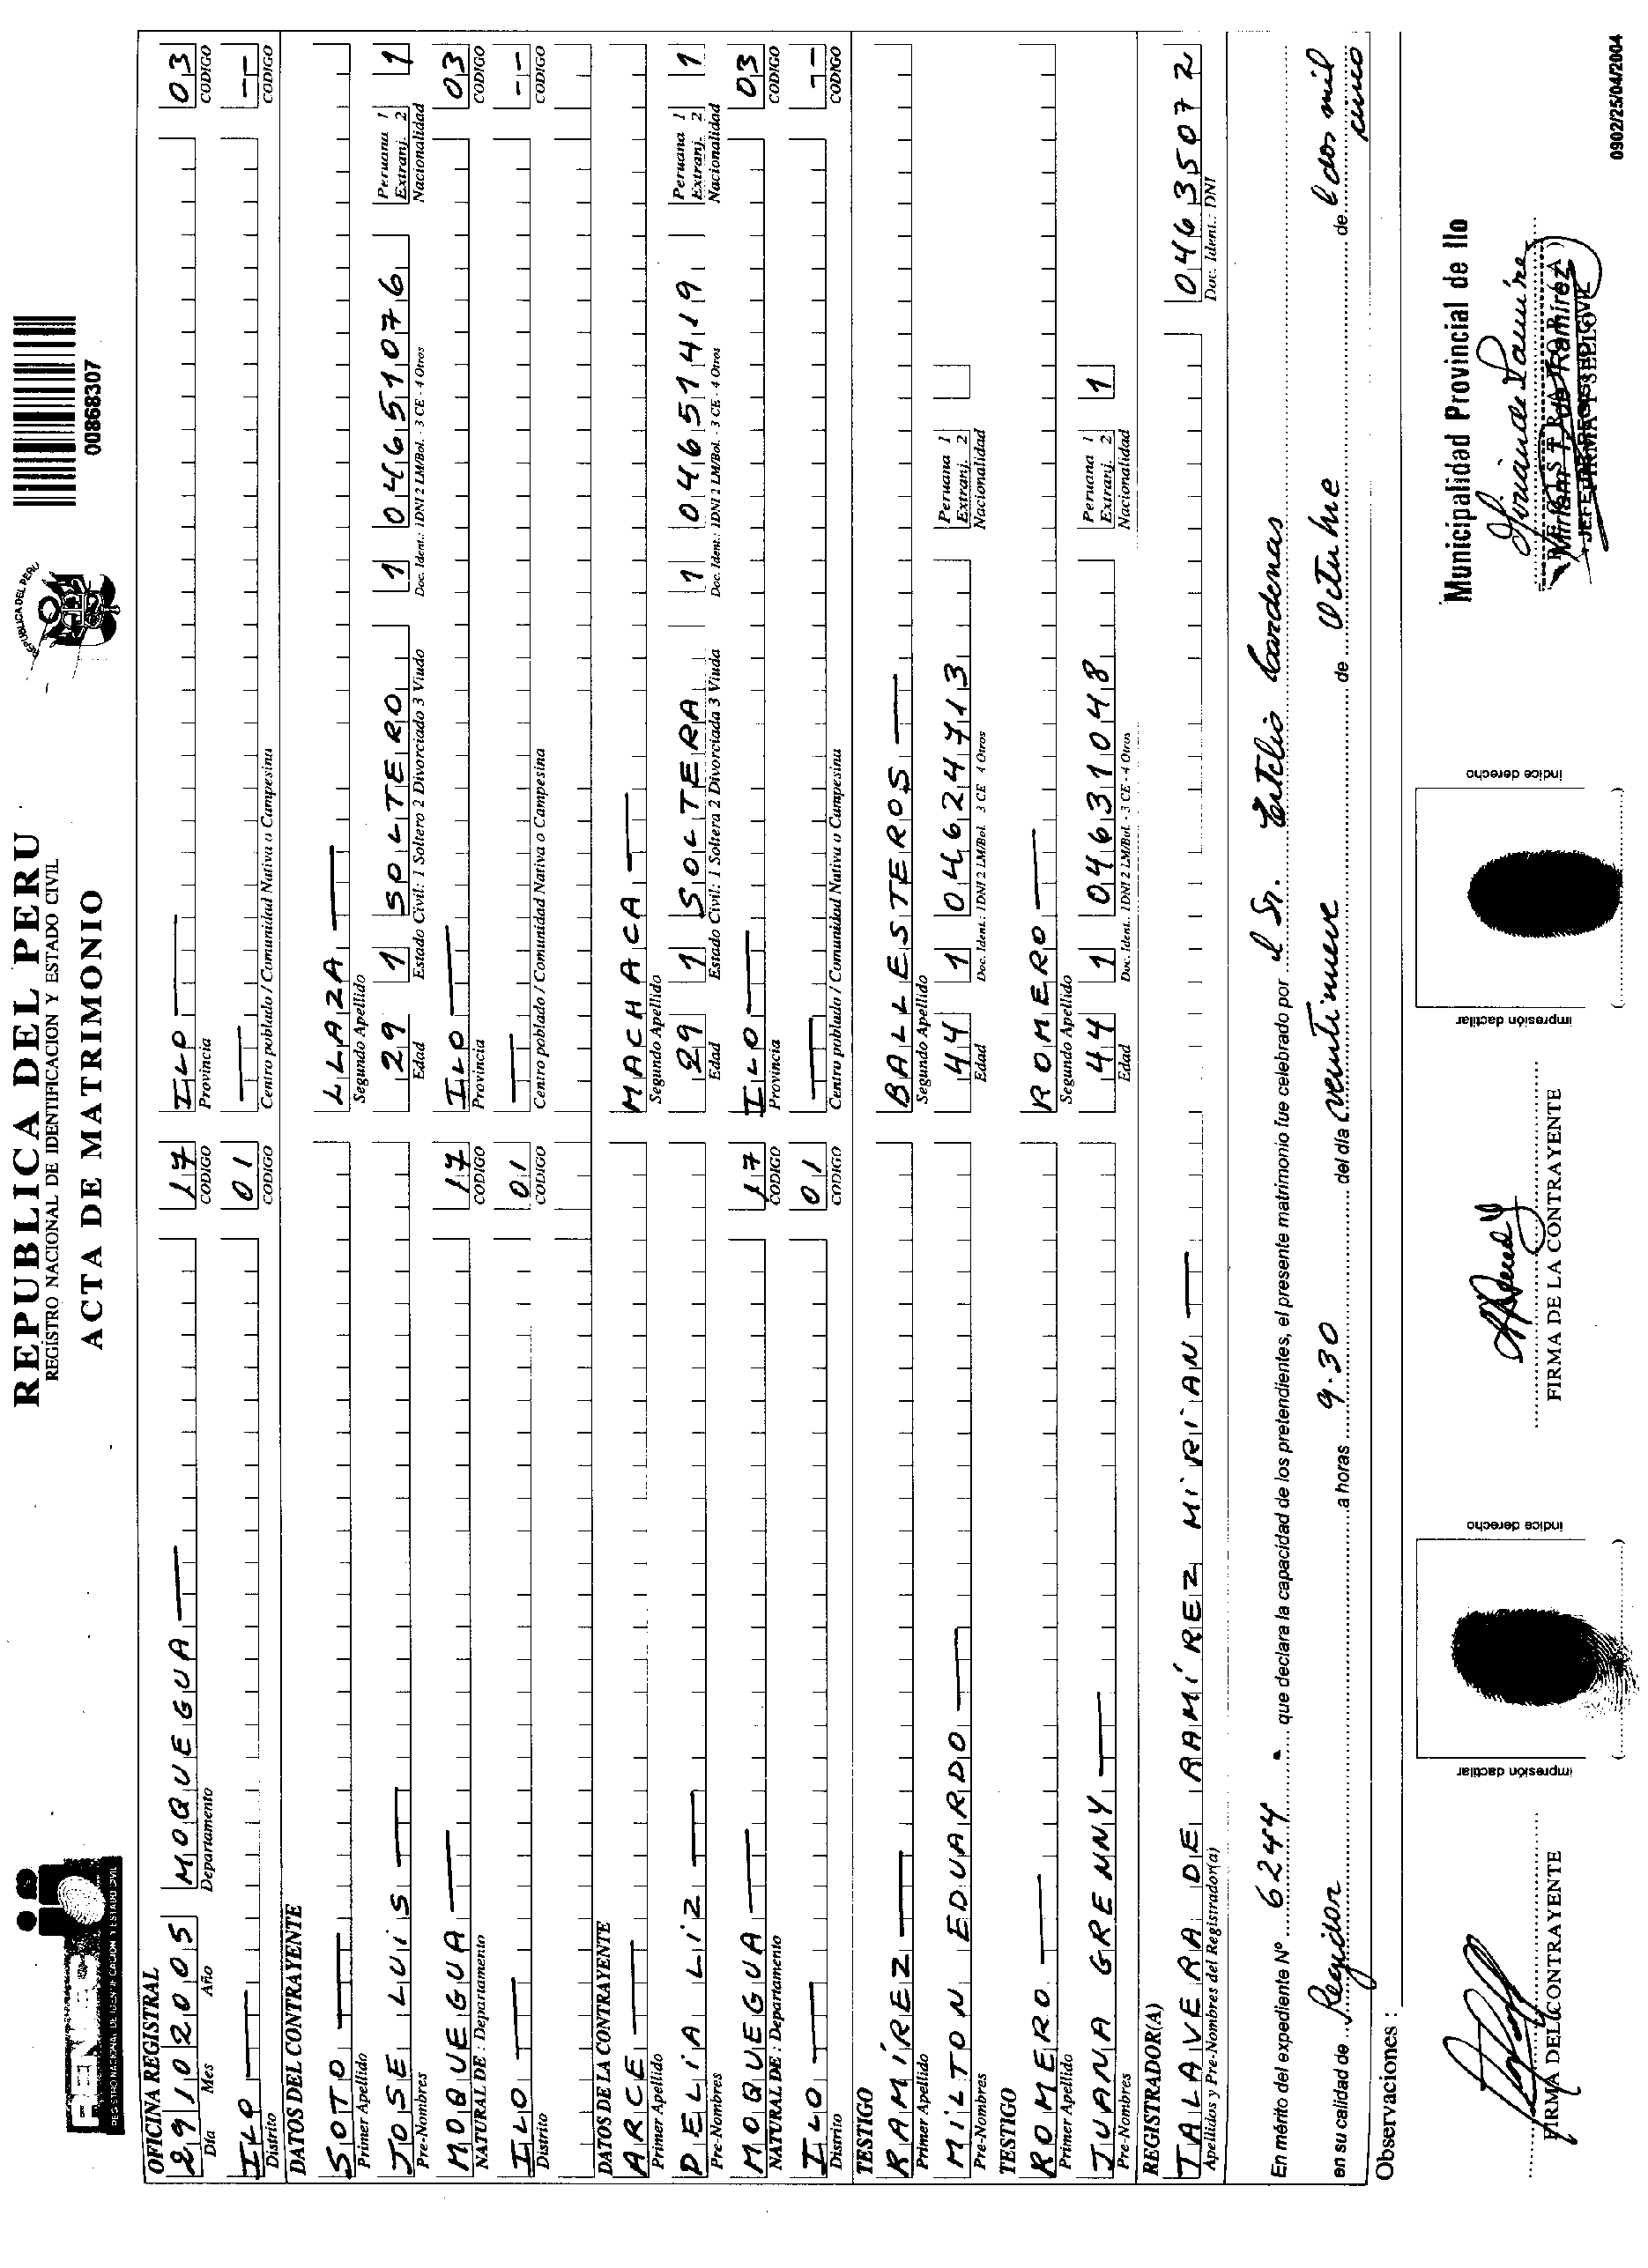 REPUBLICA DEL PERU
REGISTRO NACIONAL DE IDENTIFICACION Y ESTADO CIVIL
ACTA DE MATRIMONIO
REPUBLICA DEL PERU
00868307
REGISTRO NACIONAL DE IDENTIFICACION Y ESTADO CIVIL
OFICINA REGISTRAL
29 10 2005 MOQUEGUA 17 ILO 03
Día Mes Año Departamento CODIGO Provincia CODIGO
ILO 01 --
Distrito CODIGO Centro poblado / Comunidad Nativa o Campesina CODIGO
DATOS DEL CONTRAYENTE
SOTO LLAZA
Primer Apellido Segundo Apellido
JOSE LUIS 29 1 SOLTERO 1 04651076 Peruana 1 Extranj. 2 1
Pre-Nombres Edad Estado Civil: 1 Soltero 2 Divorciado 3 Viudo Doc. Ident.: 1DNI 2 LM/Bol. - 3 CE - 4 Otros Nacionalidad
MOQUEGUA 17 ILO 03
NATURAL DE : Departamento CODIGO Provincia CODIGO
ILO 01 --
Distrito CODIGO Centro poblado / Comunidad Nativa o Campesina CODIGO
DATOS DE LA CONTRAYENTE
ARCE MACHACA
Primer Apellido Segundo Apellido
DELIA LIZ 29 1 SOLTERA 1 04651419 Peruana 1 Extranj. 2 1
Pre-Nombres Edad Estado Civil: 1 Soltera 2 Divorciada 3 Viuda Doc. Ident.: 1DNI 2 LM/Bol. - 3 CE - 4 Otros Nacionalidad
MOQUEGUA 17 ILO 03
NATURAL DE : Departamento CODIGO Provincia CODIGO
ILO 01 --
Distrito CODIGO Centro poblado / Comunidad Nativa o Campesina CODIGO
TESTIGO
RAMÍREZ BALLESTEROS
Primer Apellido Segundo Apellido
MILTON EDUARDO 44 1 04624713 Peruana 1 Extranj. 2
Pre-Nombres Edad Doc. Ident.: 1DNI 2 LM/Bol. 3 CE 4 Otros Nacionalidad
TESTIGO
ROMERO ROMERO
Primer Apellido Segundo Apellido
JUANA GRENNY 44 1 04631048 Peruana 1 Extranj. 2 1
Pre-Nombres Edad Doc. Ident.. 1DNI 2 LM/Bol. - 3 CE - 4 Otros Nacionalidad
REGISTRADOR(A)
TALAVERA DE RAMÍREZ MIRIAN 04635072
Apellidos y Pre-Nombres del Registrador(a) Doc. Ident.: DNI
En mérito del expediente Nº 6244 que declara la capacidad de los pretendientes, el presente matrimonio fue celebrado por el Sr. Cardenas
en su calidad de Regidor a horas 9.30 del día veintinueve de Octubre de dos mil cinco
Observaciones :
impresión dactilar
indice derecho
impresión dactilar
indice derecho
FIRMA DEL CONTRAYENTE
FIRMA DE LA CONTRAYENTE
Municipalidad Provincial de Ilo
REGISTRADOR(A)
FIRMA Y SELLO
0902/25/04/2004